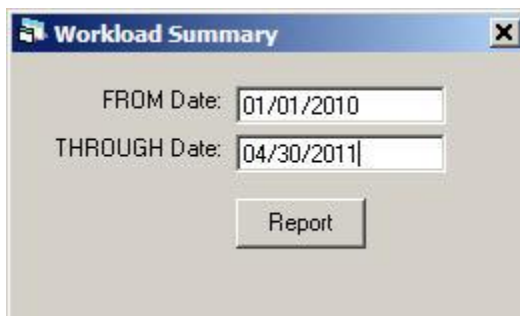 Workload Summary
FROM Date: 01/01/2010
THROUGH Date: 04/30/2011
Report